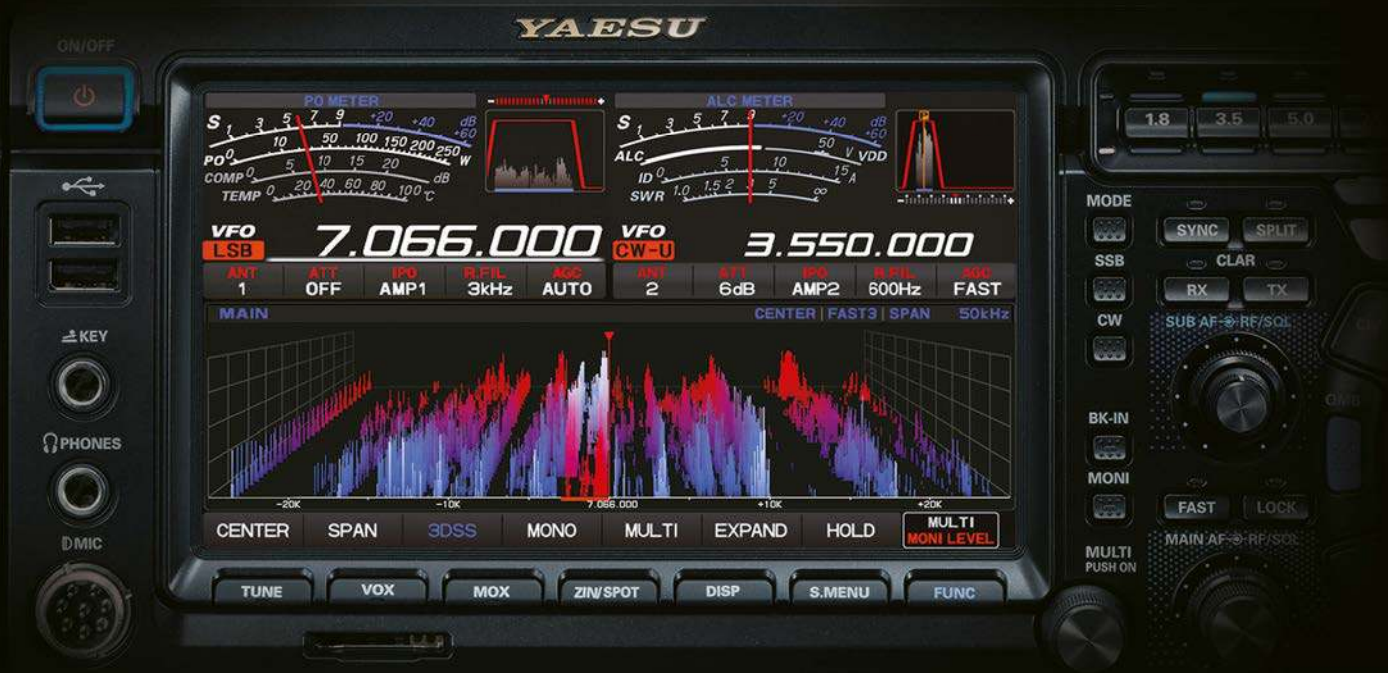 YAESU
ON/OFF
PO METER
ALC METER
S 1 3 5 7 9 +20 +40 +60 dB
PO 0 10 50 100 150 200 250 W
COMP 0 5 10 15 20 dB
TEMP 0 20 40 60 80 100 °C
S 1 3 5 7 9 +20 +40 +60 dB
ALC 50 V VDD
ID 0 5 10 15 A
SWR 1.0 1.5 2 3 5 ∞
VFO
LSB
7.066.000
VFO
CW-U
3.550.000
ANT ATT IPO R.FIL AGC
1 OFF AMP1 3kHz AUTO
ANT ATT IPO R.FIL AGC
2 6dB AMP2 600Hz FAST
MAIN
CENTER | FAST3 | SPAN 50kHz
-20K -10K 7.066.000 +10K +20K
CENTER SPAN 3DSS MONO MULTI EXPAND HOLD MULTI
MONI LEVEL
TUNE VOX MOX ZIN/SPOT DISP S.MENU FUNC
KEY
PHONES
MIC
1.8 3.5 5.0
MODE
SSB
CW
BK-IN
MONI
MULTI
PUSH ON
SYNC SPLIT
CLAR
RX TX
SUB AF RF/SQL
QMB
FAST LOCK
MAIN AF RF/SQL